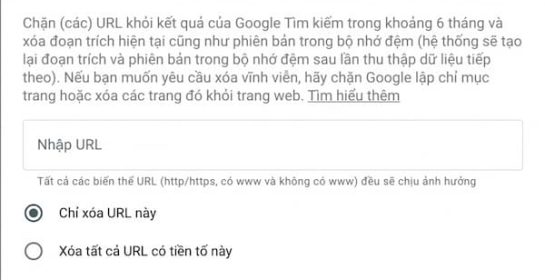 Chặn (các) URL khỏi kết quả của Google Tìm kiếm trong khoảng 6 tháng và
xóa đoạn trích hiện tại cũng như phiên bản trong bộ nhớ đệm (hệ thống sẽ tạo
lại đoạn trích và phiên bản trong bộ nhớ đệm sau lần thu thập dữ liệu tiếp
theo). Nếu bạn muốn yêu cầu xóa vĩnh viễn, hãy chặn Google lập chỉ mục
trang hoặc xóa các trang đó khỏi trang web. Tìm hiểu thêm
Nhập URL
Tất cả các biến thể URL (http/https, có www và không có www) đều sẽ chịu ảnh hưởng
Chỉ xóa URL này
Xóa tất cả URL có tiền tố này